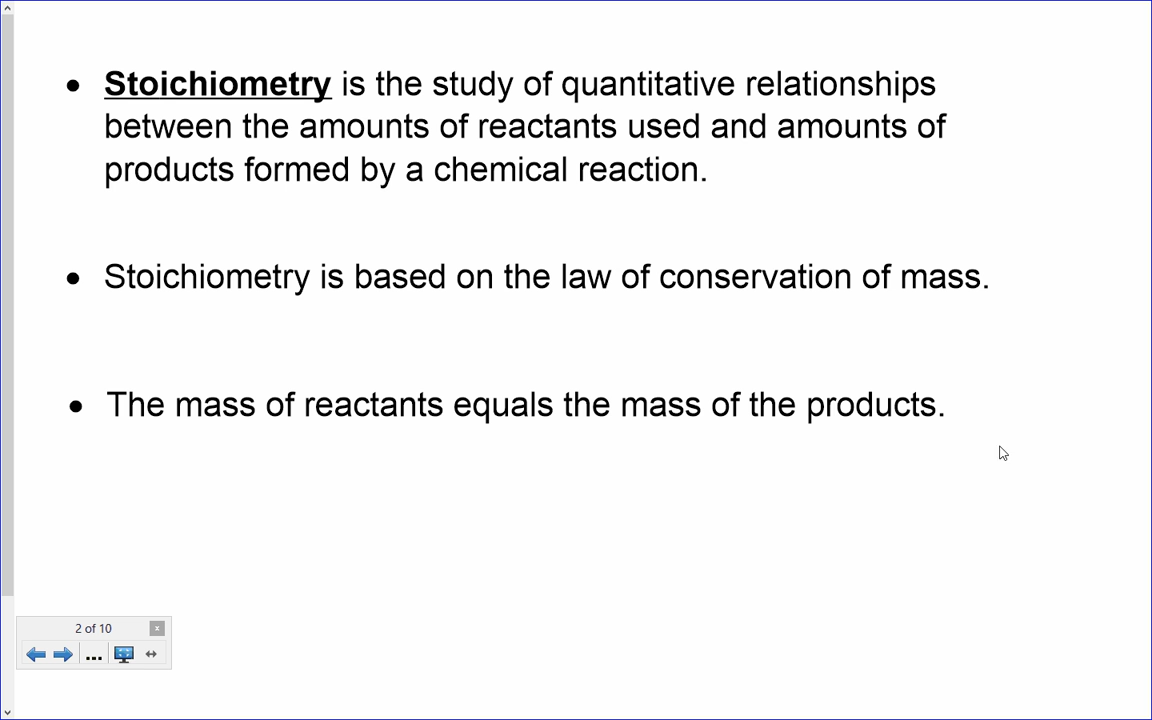 • Stoichiometry is the study of quantitative relationships
between the amounts of reactants used and amounts of
products formed by a chemical reaction.
• Stoichiometry is based on the law of conservation of mass.
• The mass of reactants equals the mass of the products.
2 of 10
...